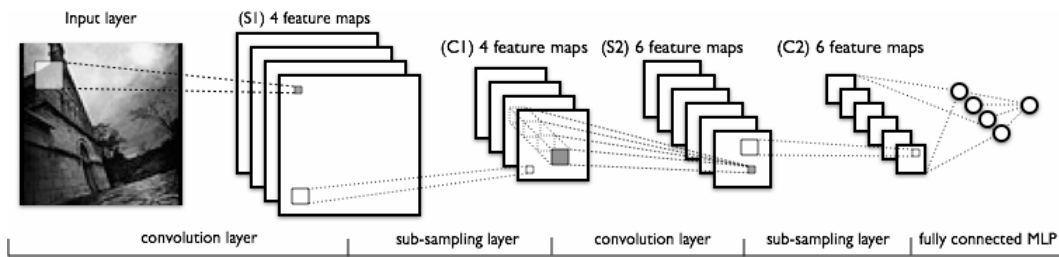 Input layer
(S1) 4 feature maps
(C1) 4 feature maps
(S2) 6 feature maps
(C2) 6 feature maps
convolution layer
sub-sampling layer
convolution layer
sub-sampling layer
fully connected MLP